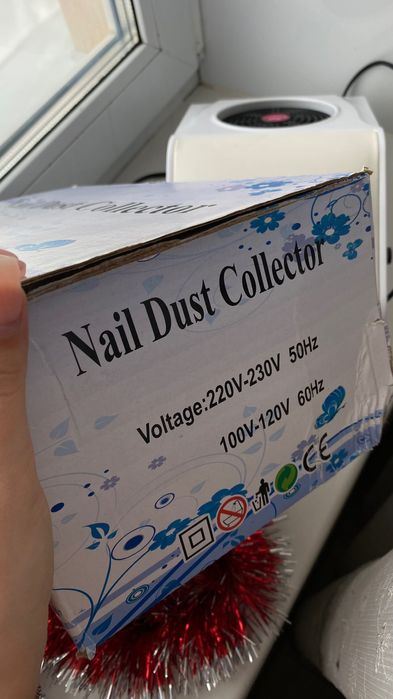 Nail Dust Collector
Nail Dust Collector
Voltage:220V-230V 50Hz
100V-120V 60Hz
CE